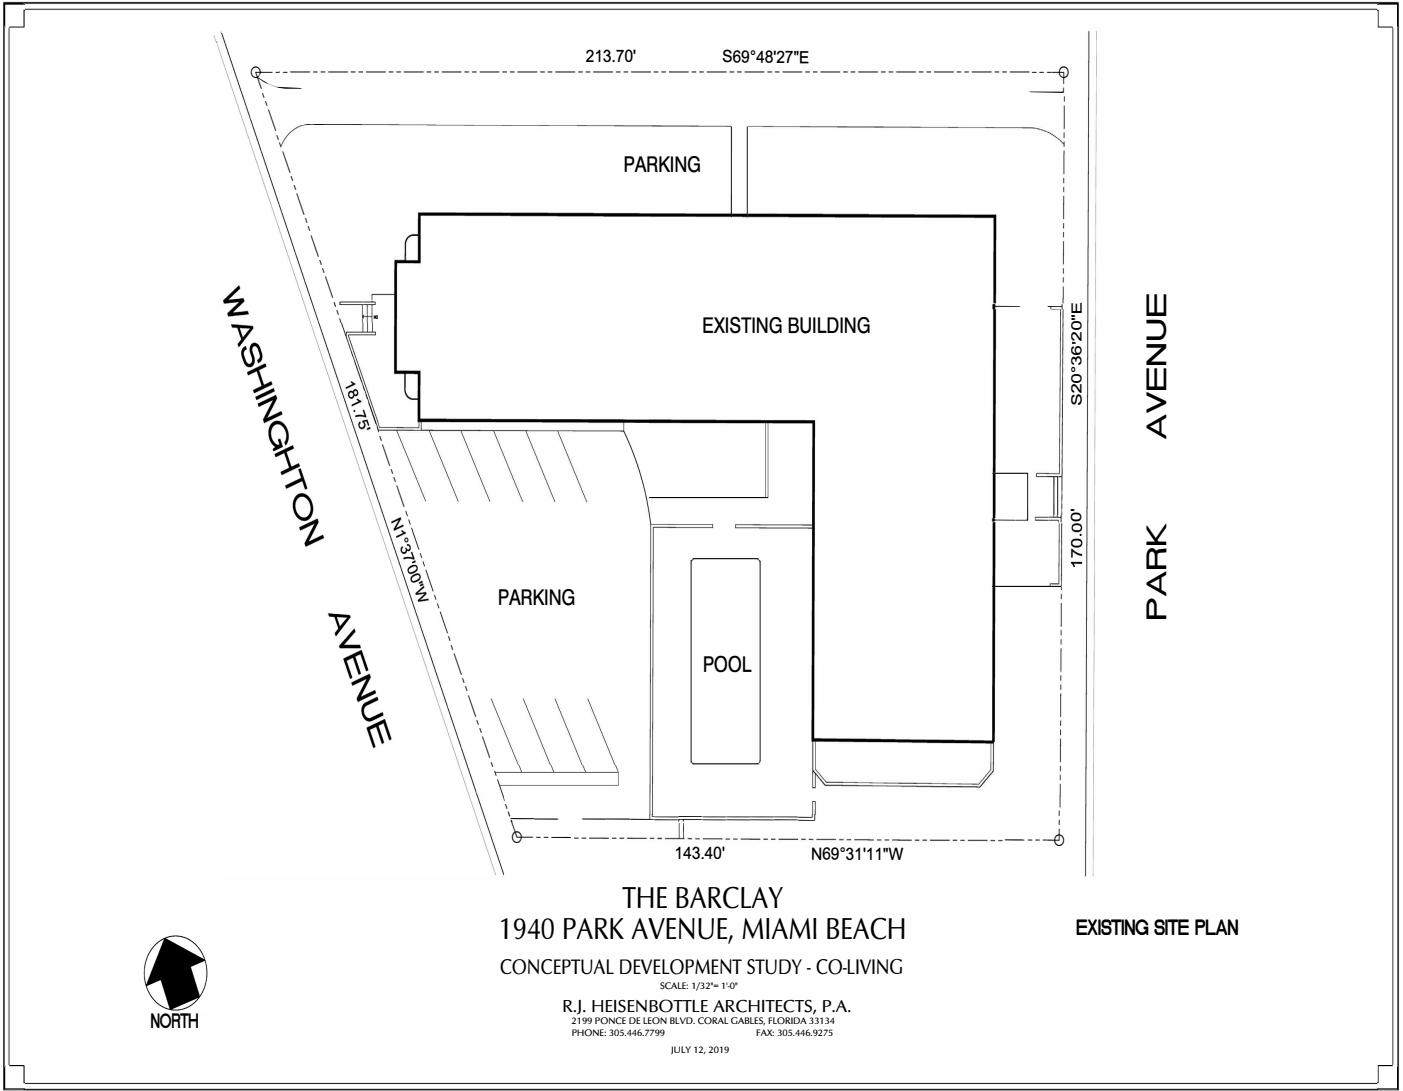 213.70' S69°48'27"E
PARKING
EXISTING BUILDING
WASHINGHTON AVENUE
181.75'
N1°37'00"W
S20°36'20"E
170.00'
PARK AVENUE
PARKING
POOL
143.40' N69°31'11"W
THE BARCLAY
1940 PARK AVENUE, MIAMI BEACH
EXISTING SITE PLAN
CONCEPTUAL DEVELOPMENT STUDY - CO-LIVING
SCALE: 1/32"= 1'-0"
R.J. HEISENBOTTLE ARCHITECTS, P.A.
2199 PONCE DE LEON BLVD. CORAL GABLES, FLORIDA 33134
PHONE: 305.446.7799 FAX: 305.446.9275
JULY 12, 2019
NORTH